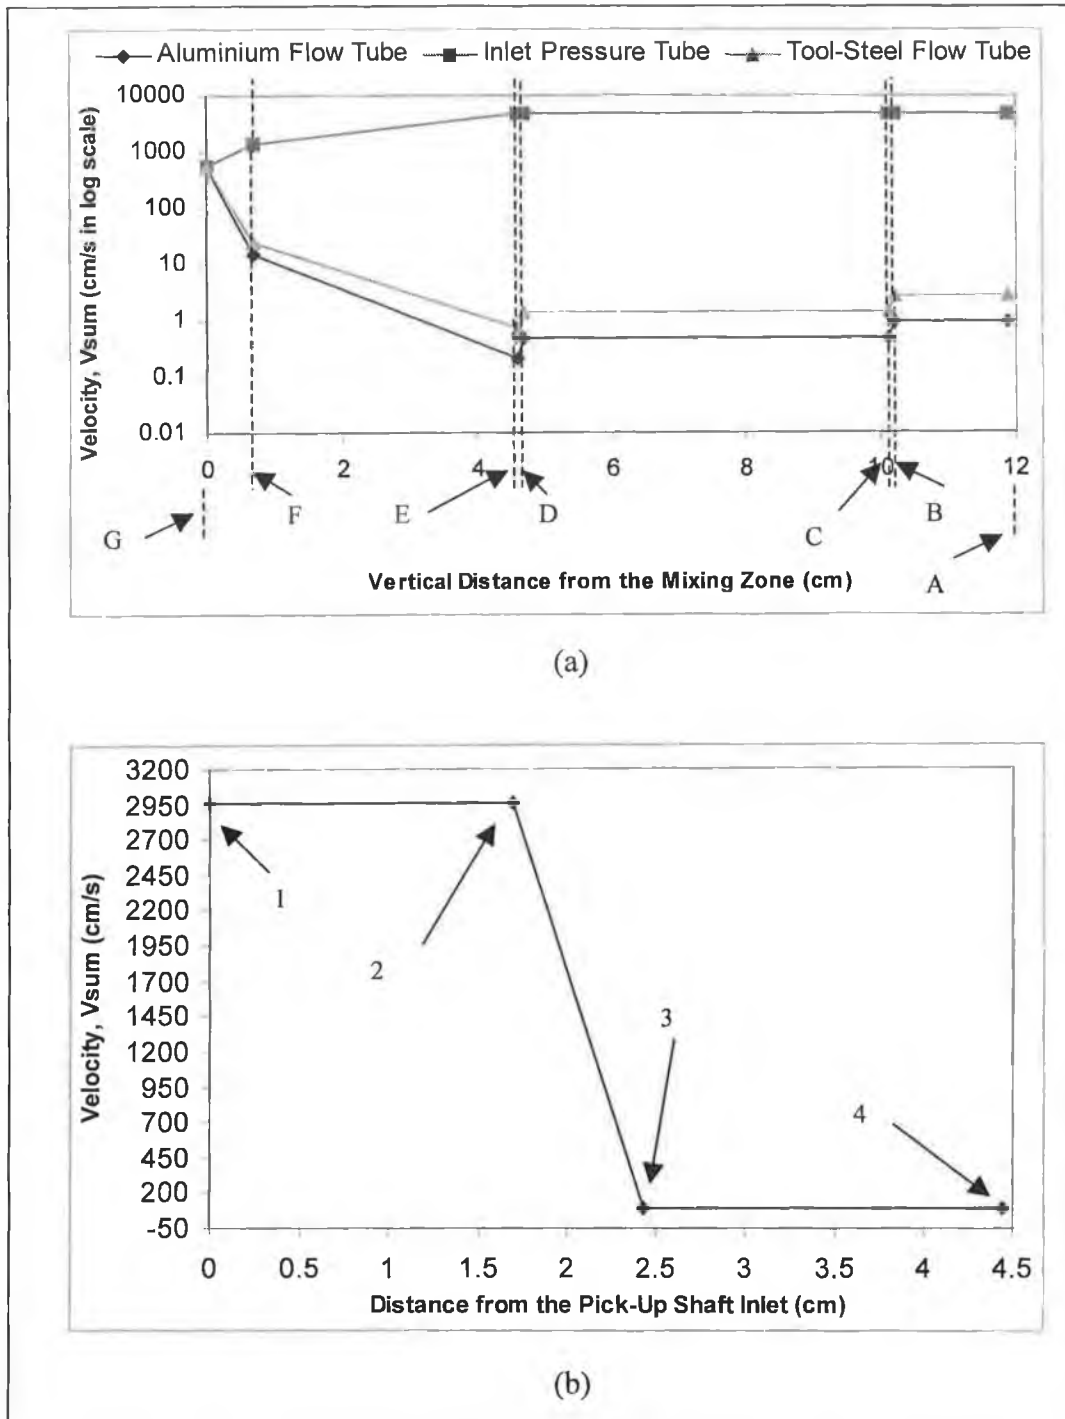 Aluminium Flow Tube Inlet Pressure Tube Tool-Steel Flow Tube
Velocity, Vsum (cm/s in log scale)
10000
1000
100
10
1
0.1
0.01
0 2 4 6 8 10 12
G F E D C B A
Vertical Distance from the Mixing Zone (cm)
(a)
Velocity, Vsum (cm/s)
3200
2950
2700
2450
2200
1950
1700
1450
1200
950
700
450
200
-50
1
2
3
4
0 0.5 1 1.5 2 2.5 3 3.5 4 4.5
Distance from the Pick-Up Shaft Inlet (cm)
(b)